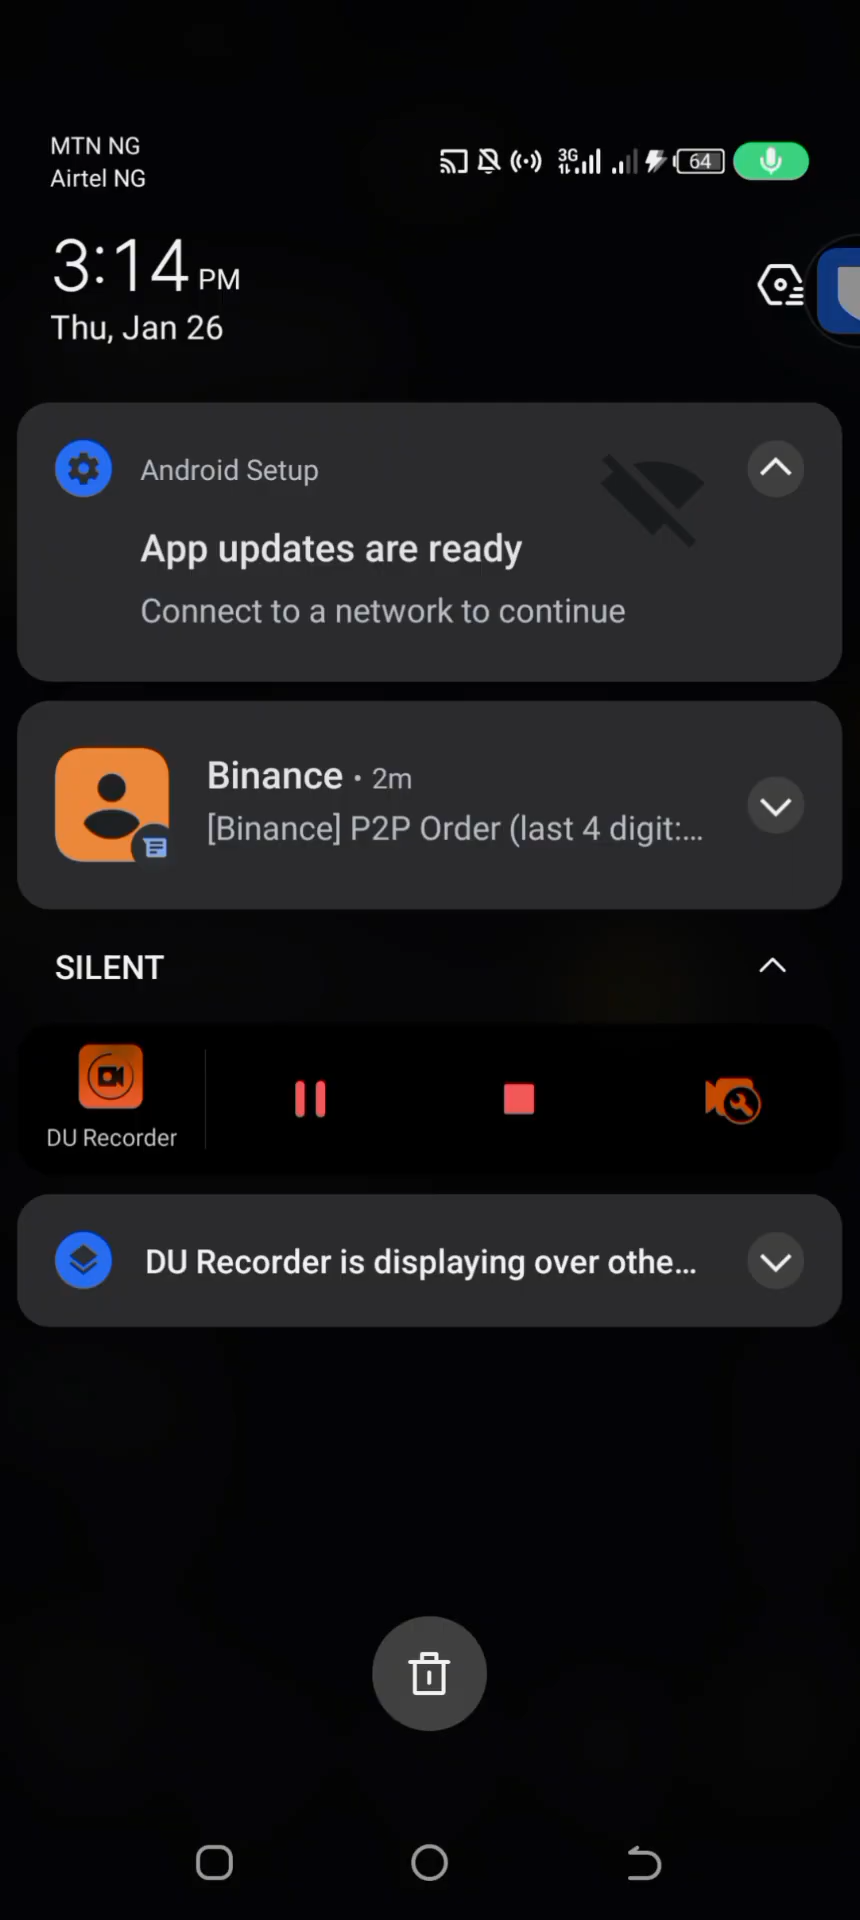 MTN NG
Airtel NG
3G
64
3:14 PM
Thu, Jan 26
Android Setup
App updates are ready
Connect to a network to continue
Binance • 2m
[Binance] P2P Order (last 4 digit:...
SILENT
DU Recorder
DU Recorder is displaying over othe...